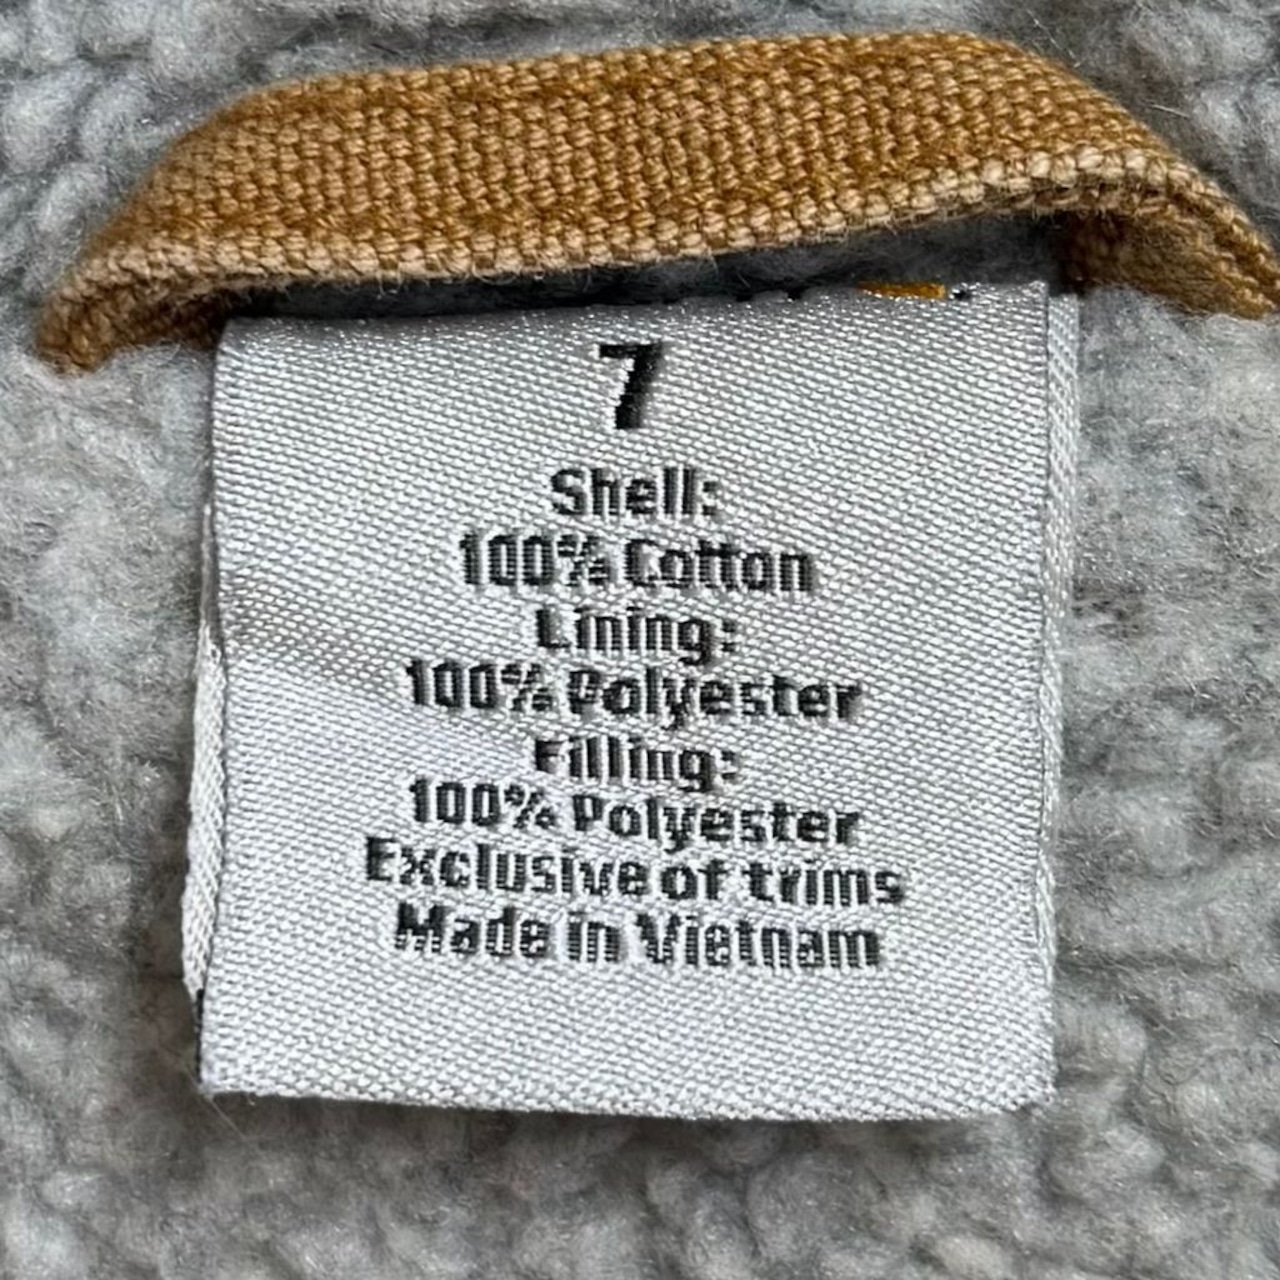 7
Shell:
100% Cotton
Lining:
100% Polyester
Filling:
100% Polyester
Exclusive of trims
Made in Vietnam